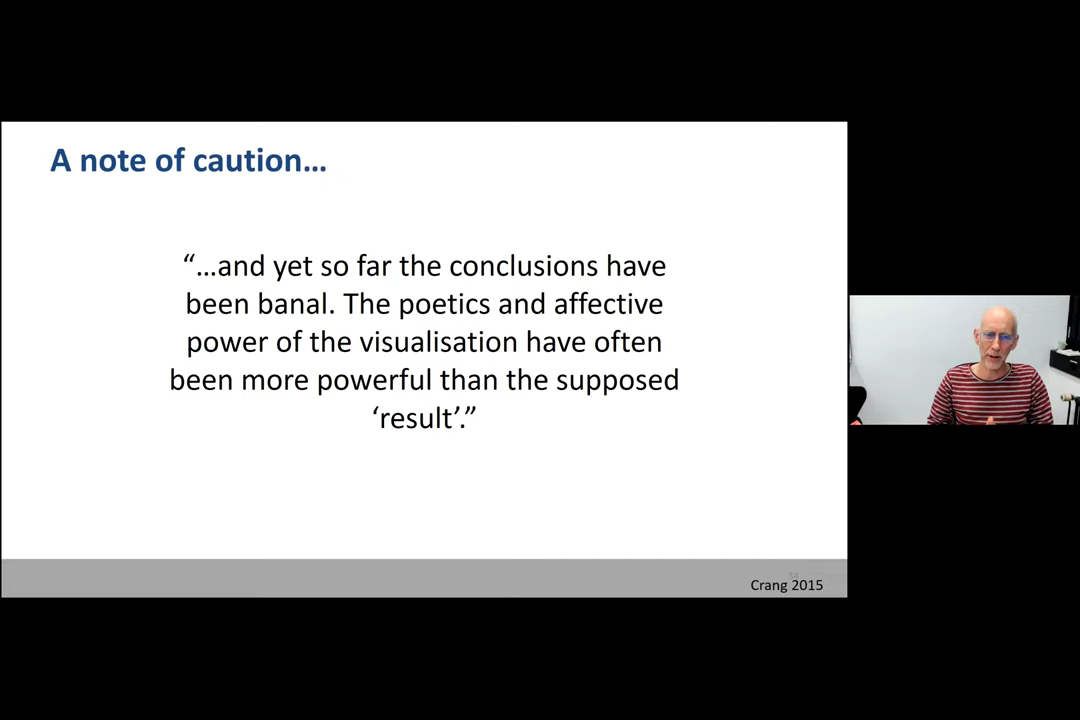 A note of caution…
“…and yet so far the conclusions have
been banal. The poetics and affective
power of the visualisation have often
been more powerful than the supposed
‘result’.”
Crang 2015